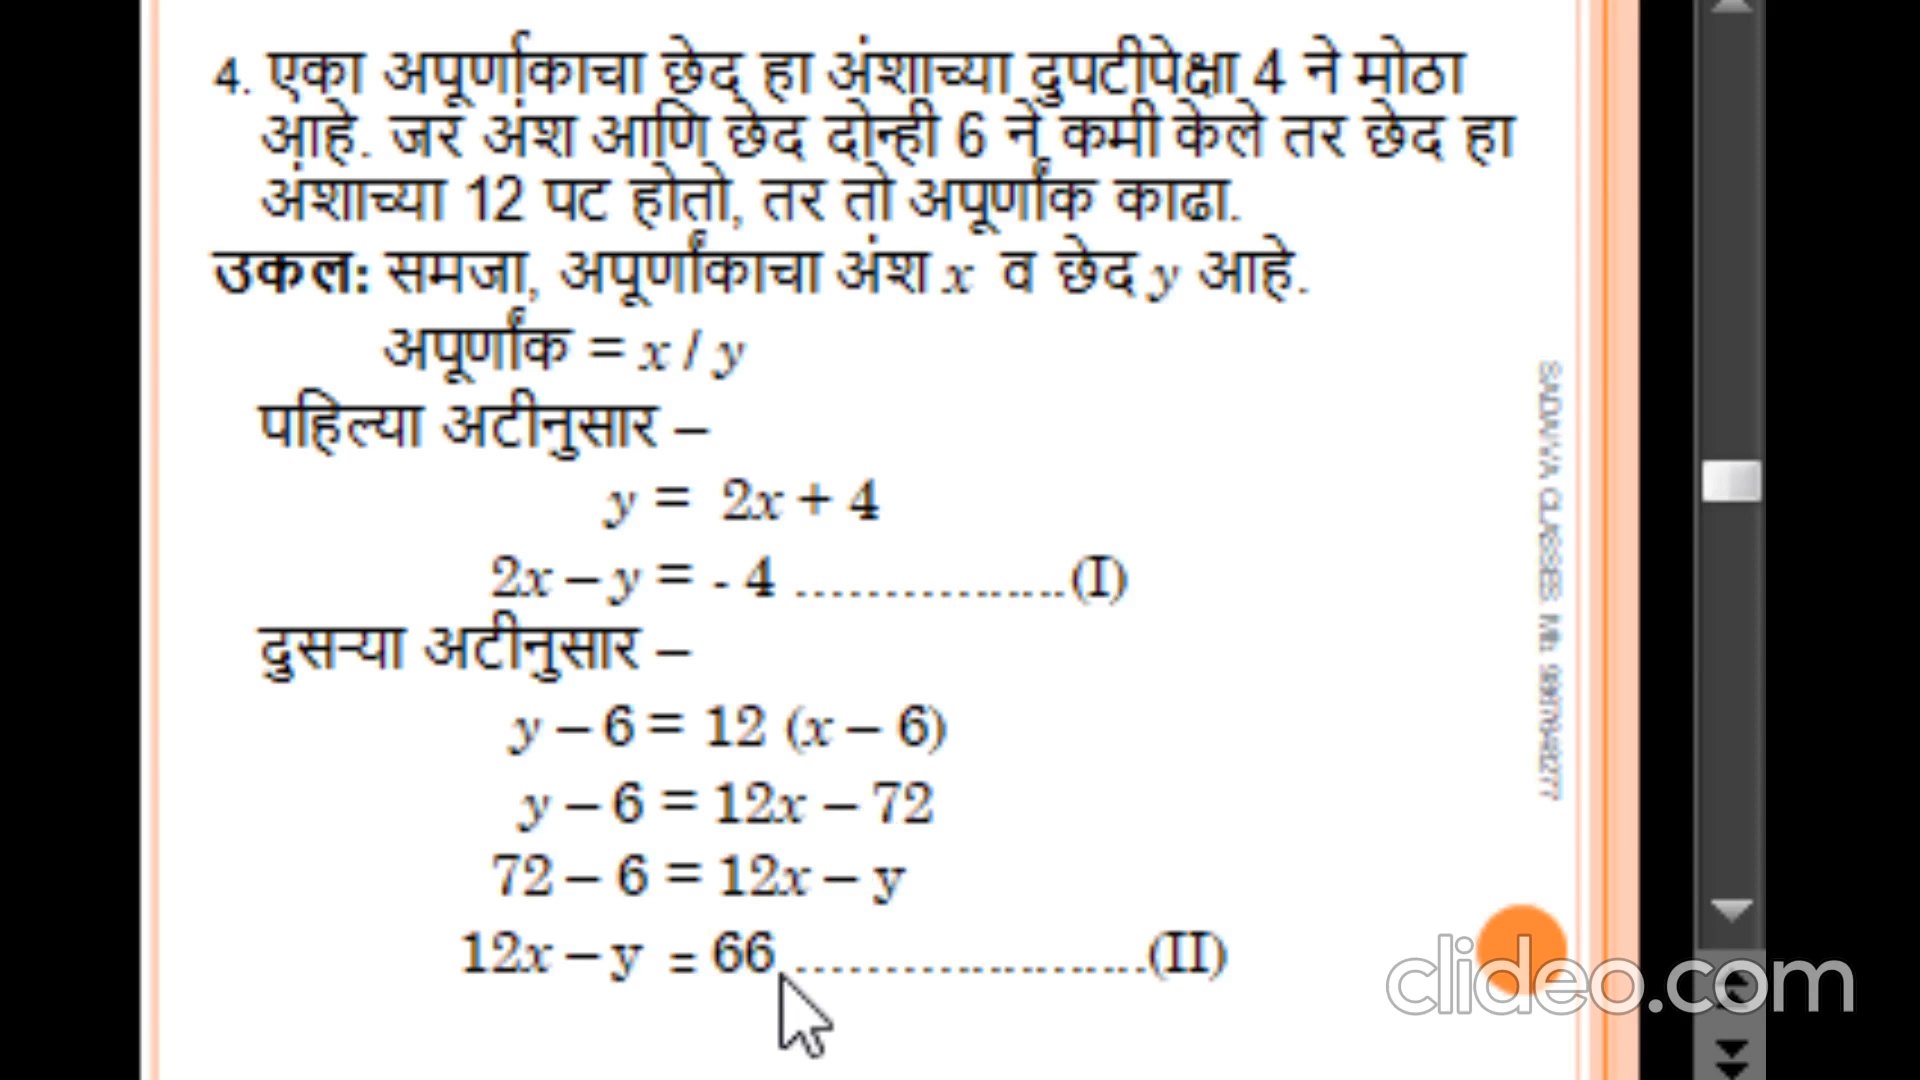 4. एका अपूर्णाकाचा छेद हा अंशाच्या दुपटीपेक्षा 4 ने मोठा
आहे. जर अंश आणि छेद दोन्ही 6 ने कमी केले तर छेद हा
अंशाच्या 12 पट होतो, तर तो अपूर्णांक काढा.
उकल: समजा, अपूर्णांकाचा अंश x व छेद y आहे.
अपूर्णांक = x / y
पहिल्या अटीनुसार –
y = 2x + 4
2x – y = - 4 ...............(I)
दुसऱ्या अटीनुसार –
y – 6 = 12 (x – 6)
y – 6 = 12x – 72
72 – 6 = 12x – y
12x – y = 66 ....................(II)
clideo.com